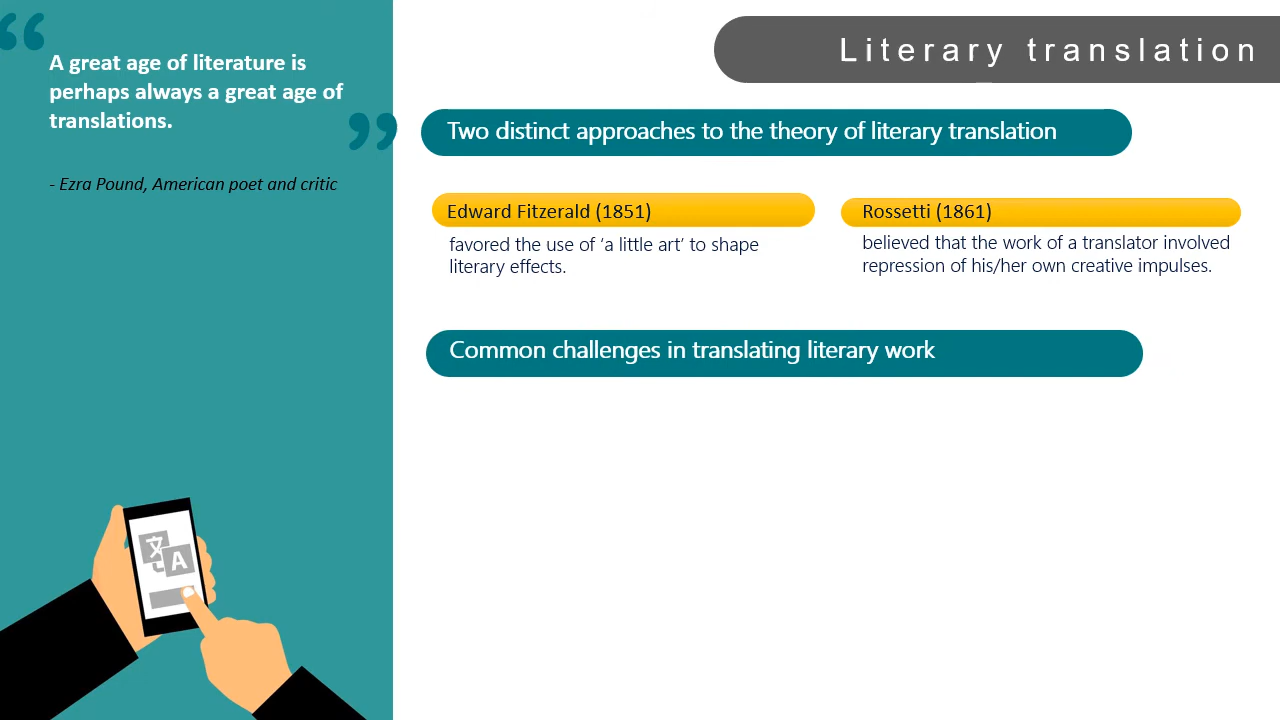 “
A great age of literature is
perhaps always a great age of
translations.
”
- Ezra Pound, American poet and critic
Literary translation
Two distinct approaches to the theory of literary translation
Edward Fitzerald (1851)
favored the use of ‘a little art’ to shape
literary effects.
Rossetti (1861)
believed that the work of a translator involved
repression of his/her own creative impulses.
Common challenges in translating literary work
文
A